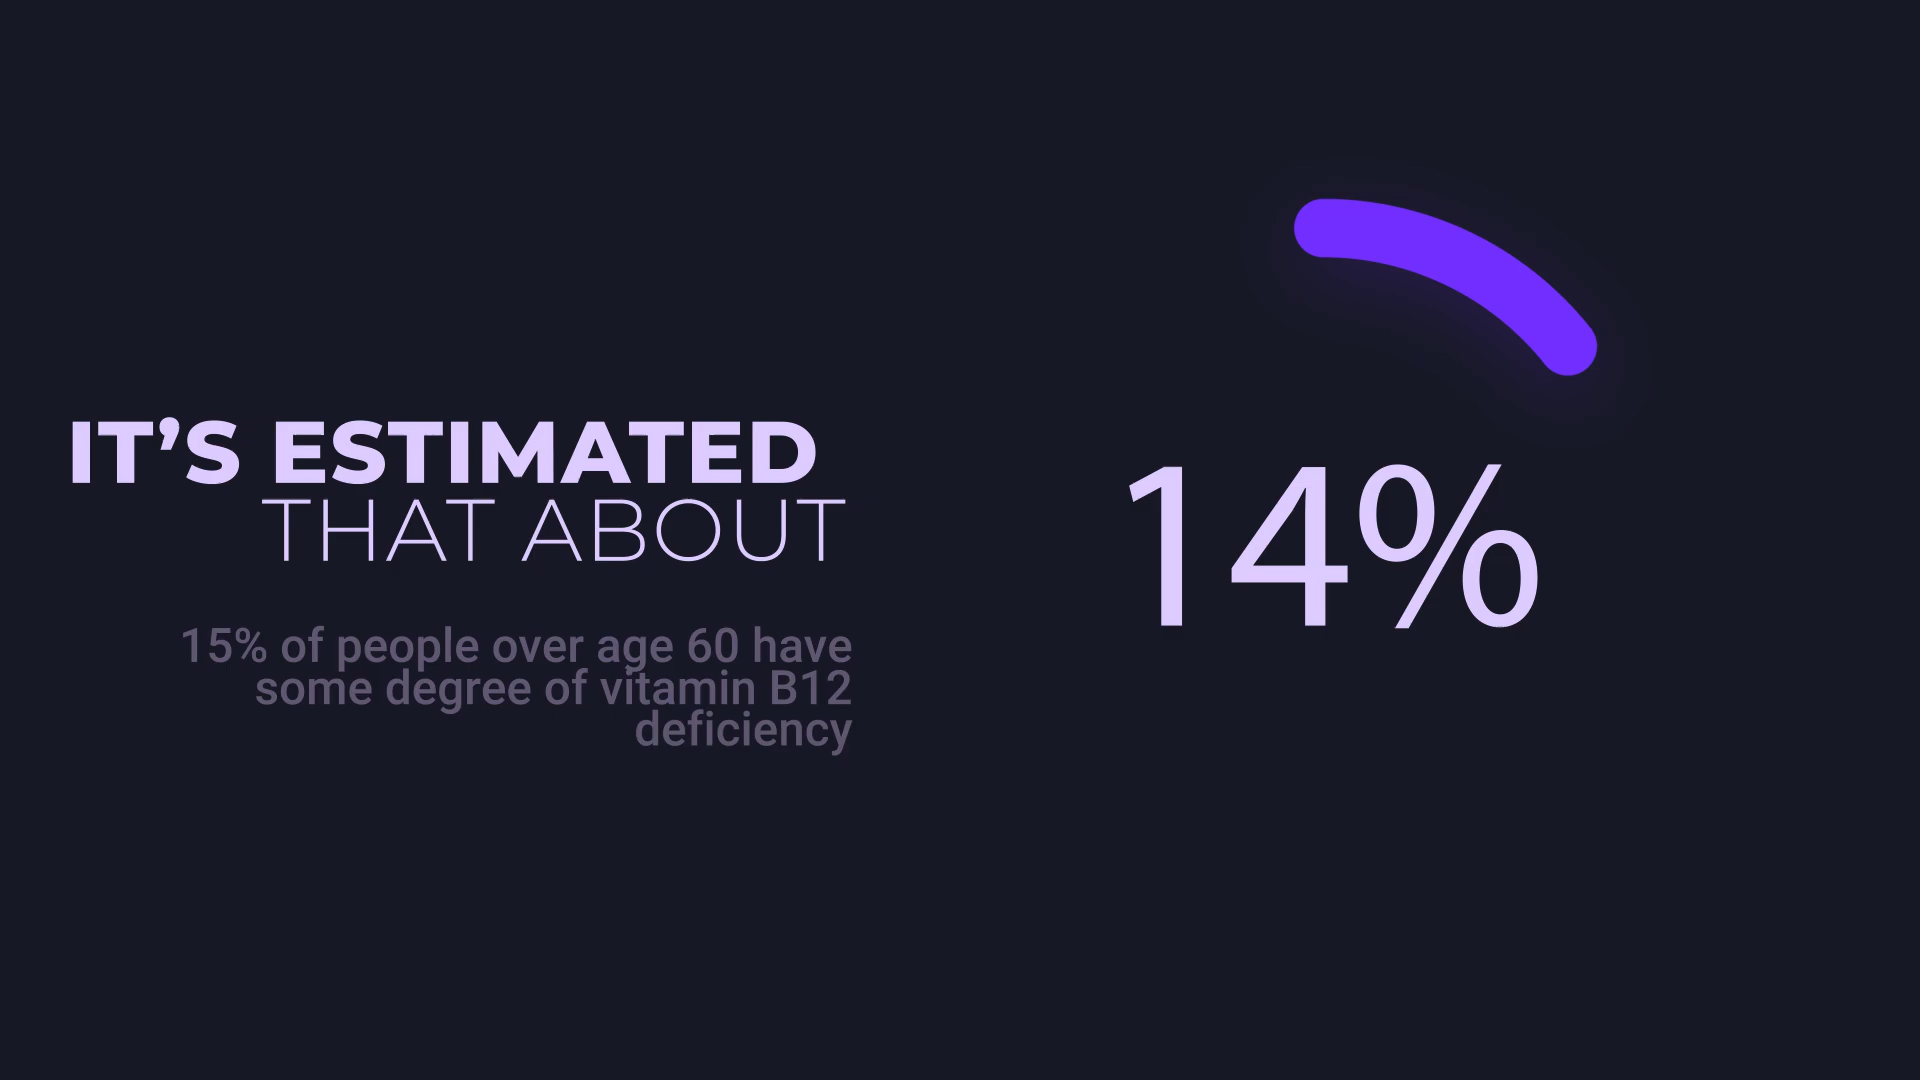 IT’S ESTIMATED
THAT ABOUT
15% of people over age 60 have
some degree of vitamin B12
deficiency
14%